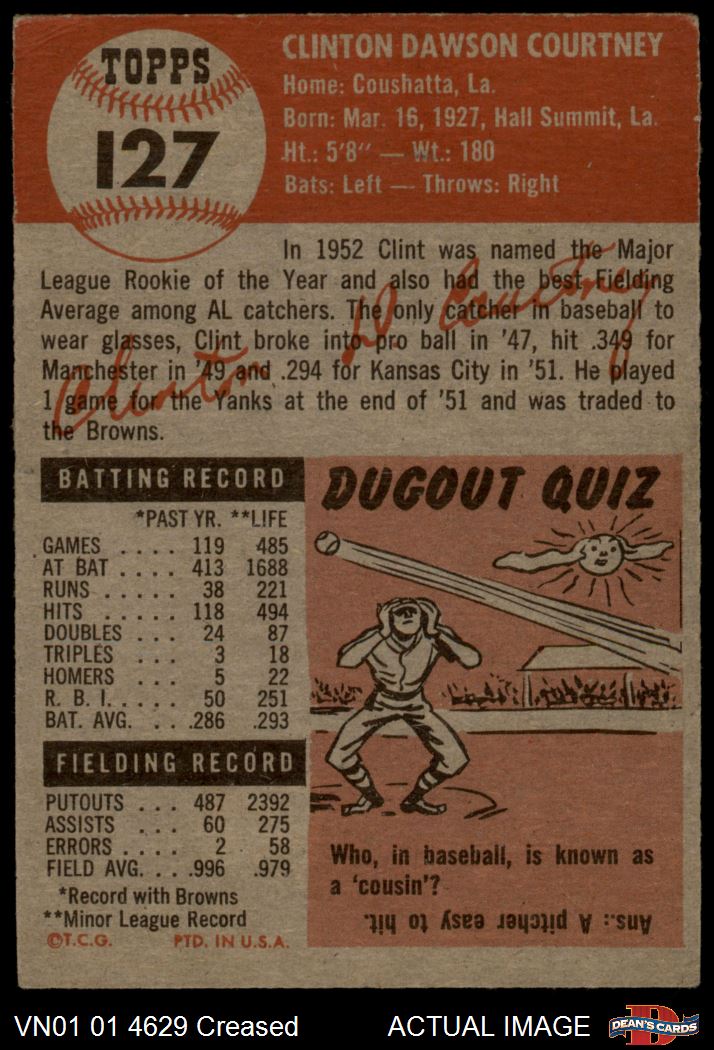 TOPPS
127
CLINTON DAWSON COURTNEY
Home: Coushatta, La.
Born: Mar. 16, 1927, Hall Summit, La.
Ht.: 5'8" — Wt.: 180
Bats: Left — Throws: Right
In 1952 Clint was named the Major
League Rookie of the Year and also had the best Fielding
Average among AL catchers. The only catcher in baseball to
wear glasses, Clint broke into pro ball in '47, hit .349 for
Manchester in '49 and .294 for Kansas City in '51. He played
1 game for the Yanks at the end of '51 and was traded to
the Browns.
Clinton D Courtney
BATTING RECORD
*PAST YR. **LIFE
GAMES .... 119 485
AT BAT .... 413 1688
RUNS ..... 38 221
HITS ..... 118 494
DOUBLES ... 24 87
TRIPLES ... 3 18
HOMERS ... 5 22
R. B. I. .... 50 251
BAT. AVG. ... .286 .293
FIELDING RECORD
PUTOUTS ... 487 2392
ASSISTS ... 60 275
ERRORS .... 2 58
FIELD AVG. ... .996 .979
*Record with Browns
**Minor League Record
©T.C.G. PTD. IN U.S.A.
DUGOUT QUIZ
Who, in baseball, is known as
a 'cousin'?
Ans.: A pitcher easy to hit.
VN01 01 4629 Creased ACTUAL IMAGE
D
DEAN'S CARDS